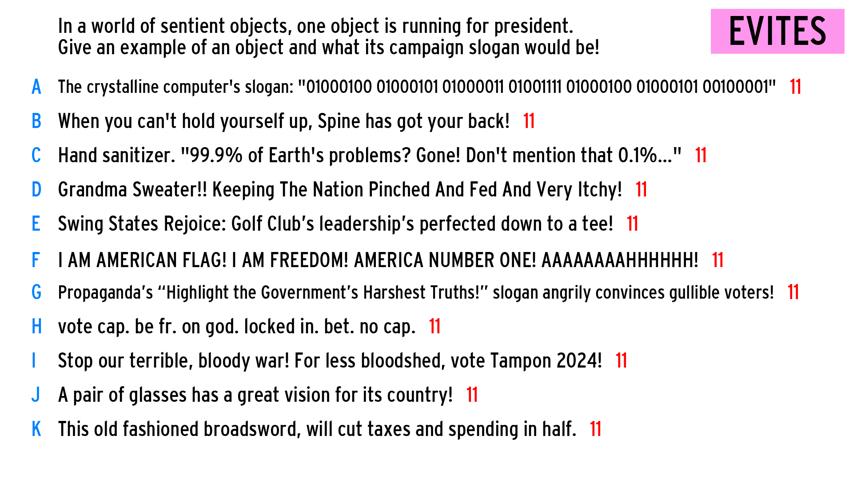 In a world of sentient objects, one object is running for president.
Give an example of an object and what its campaign slogan would be!
EVITES
A The crystalline computer's slogan: "01000100 01000101 01000011 01001111 01000100 01000101 00100001" 11
B When you can't hold yourself up, Spine has got your back! 11
C Hand sanitizer. "99.9% of Earth's problems? Gone! Don't mention that 0.1%..." 11
D Grandma Sweater!! Keeping The Nation Pinched And Fed And Very Itchy! 11
E Swing States Rejoice: Golf Club’s leadership’s perfected down to a tee! 11
F I AM AMERICAN FLAG! I AM FREEDOM! AMERICA NUMBER ONE! AAAAAAAAHHHHHH! 11
G Propaganda’s “Highlight the Government’s Harshest Truths!” slogan angrily convinces gullible voters! 11
H vote cap. be fr. on god. locked in. bet. no cap. 11
I Stop our terrible, bloody war! For less bloodshed, vote Tampon 2024! 11
J A pair of glasses has a great vision for its country! 11
K This old fashioned broadsword, will cut taxes and spending in half. 11